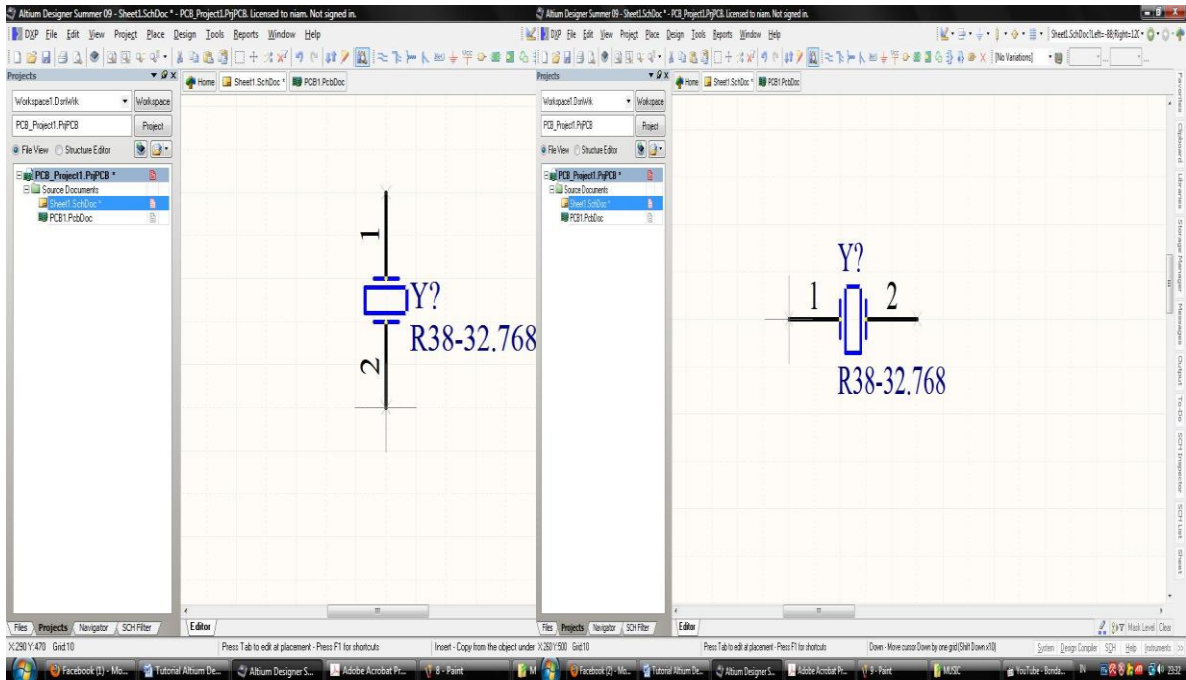 Altium Designer Summer 09 - Sheet1.SchDoc * - PCB_Project1.PrjPCB. Licensed to niam. Not signed in.
DXP File Edit View Project Place Design Tools Reports Window Help
Projects
Home Sheet1.SchDoc * PCB1.PcbDoc
Workspace1.DsnWrk Workspace
PCB_Project1.PrjPCB Project
File View Structure Editor
PCB_Project1.PrjPCB *
Source Documents
Sheet1.SchDoc *
PCB1.PcbDoc
1
Y?
R38-32.768
2
Files Projects Navigator SCH Filter
Editor
X:290 Y:470 Grid:10 Press Tab to edit at placement - Press F1 for shortcuts Insert - Copy from the object under
Facebook (1) - Mo... Tutorial Altium De... Altium Designer S... Adobe Acrobat Pr... 8 - Paint M
Altium Designer Summer 09 - Sheet1.SchDoc * - PCB_Project1.PrjPCB. Licensed to niam. Not signed in.
DXP File Edit View Project Place Design Tools Reports Window Help
[No Variations]
Projects
Home Sheet1.SchDoc * PCB1.PcbDoc
Workspace1.DsnWrk Workspace
PCB_Project1.PrjPCB Project
File View Structure Editor
PCB_Project1.PrjPCB *
Source Documents
Sheet1.SchDoc *
PCB1.PcbDoc
Y?
1 2
R38-32.768
Favorites
Clipboard
Libraries
Storage Manager
Messages
Output
To-Do
SCH Inspector
SCH List
Sheet
Files Projects Navigator SCH Filter
Editor
Mask Level Clear
X:260 Y:500 Grid:10 Press Tab to edit at placement - Press F1 for shortcuts Down - Move cursor Down by one grid (Shift Down x10)
System Design Compiler SCH Help Instruments >>
Facebook (2) - Mo... Tutorial Altium De... Altium Designer S... Adobe Acrobat Pr... 9 - Paint MUSIC YouTube - Bonda... IN 23:32